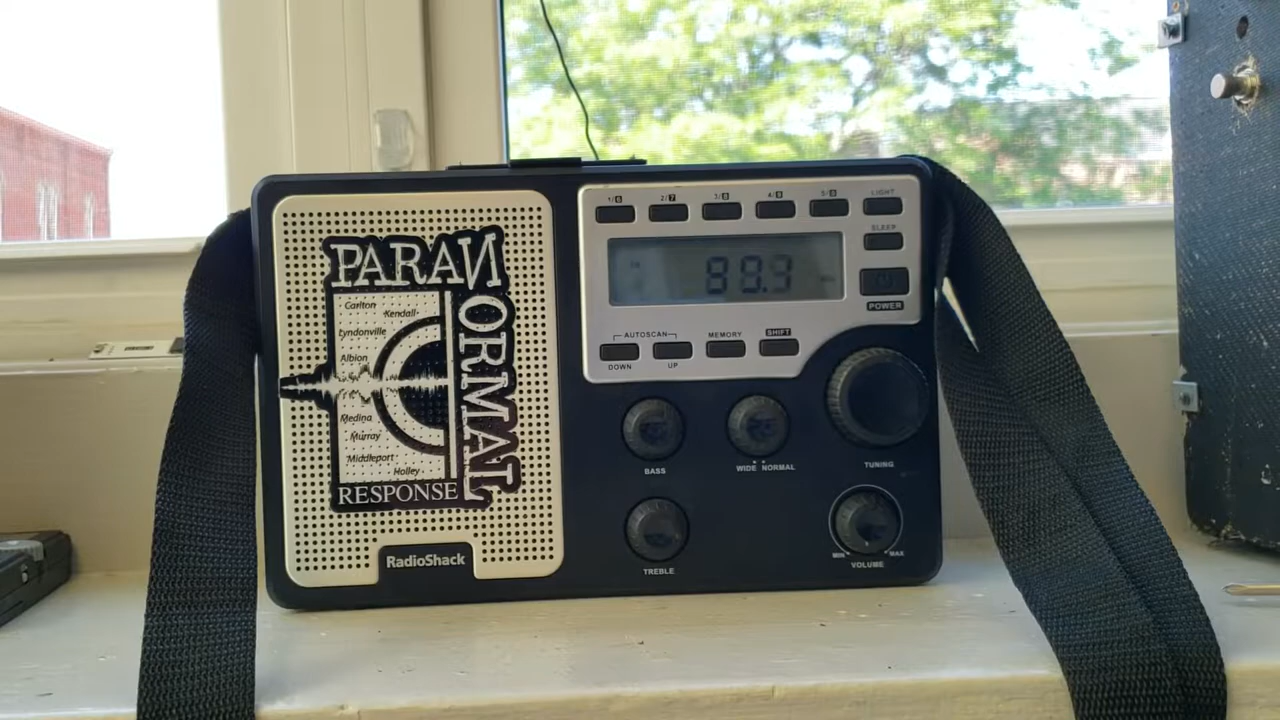 PARANORMAL
Carlton
Kendall
Lyndonville
Albion
Medina
Murray
Middleport
Holley
RESPONSE
RadioShack
1/6 2/7 3/8 4/9 5/0
LIGHT
SLEEP
88.9
POWER
AUTOSCAN MEMORY SHIFT
DOWN UP
BASS WIDE NORMAL TUNING
TREBLE MIN MAX
VOLUME